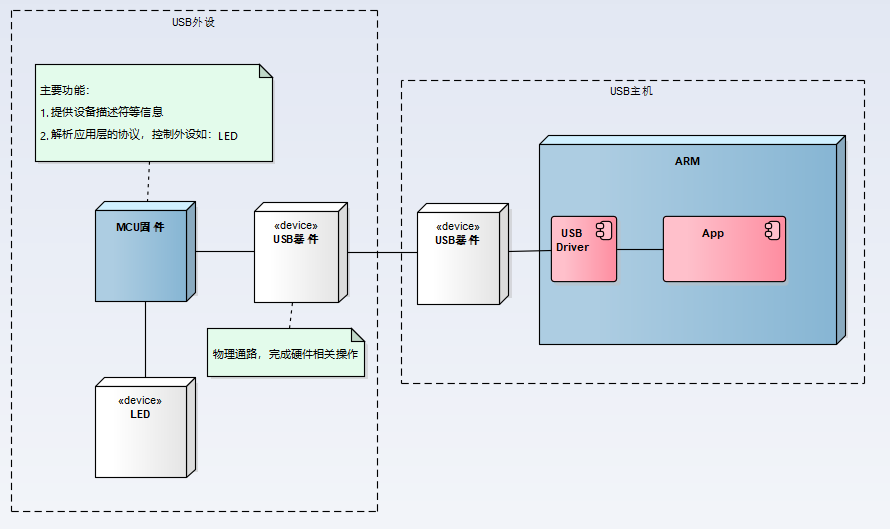 USB外设
主要功能：
1. 提供设备描述符等信息
2. 解析应用层的协议，控制外设如：LED
MCU固件
«device»
USB器件
物理通路，完成硬件相关操作
«device»
LED
USB主机
«device»
USB器件
ARM
USB
Driver
App